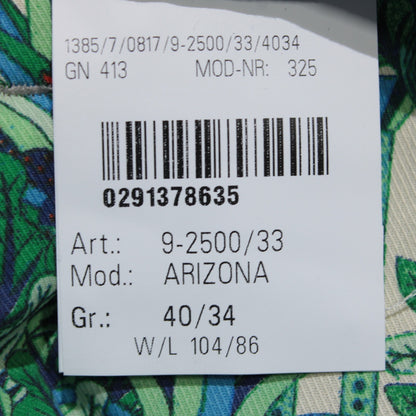 1385/7/0817/9-2500/33/4034
GN 413 MOD-NR: 325
0291378635
Art.: 9-2500/33
Mod.: ARIZONA
Gr.: 40/34
W/L 104/86